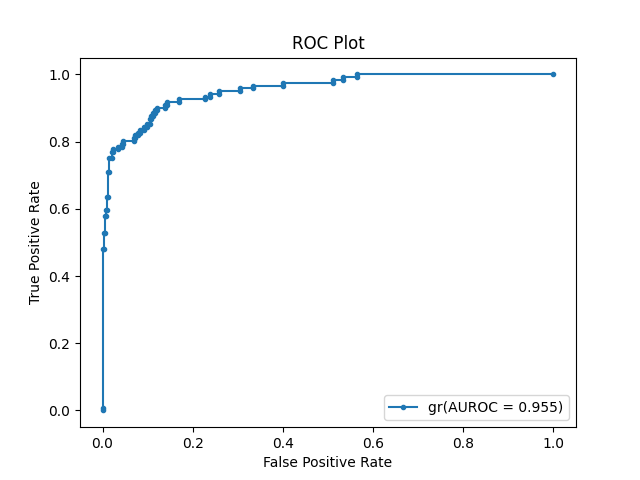 ROC Plot
True Positive Rate
1.0
0.8
0.6
0.4
0.2
0.0
gr(AUROC = 0.955)
0.0 0.2 0.4 0.6 0.8 1.0
False Positive Rate